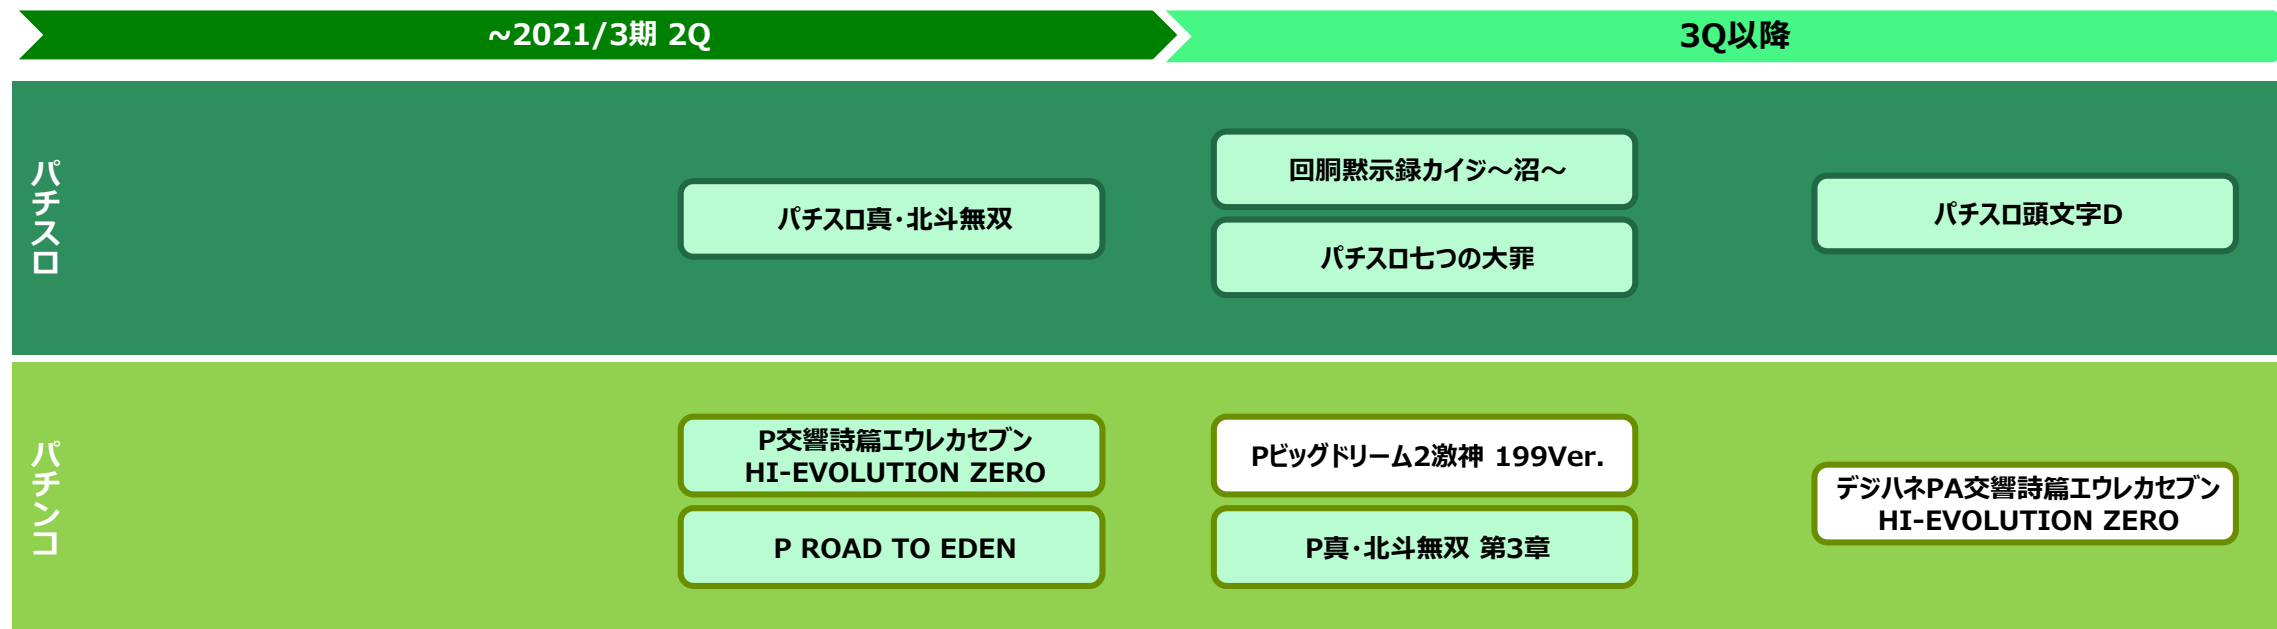 ~2021/3期 2Q
3Q以降
パチスロ
パチスロ真・北斗無双
回胴黙示録カイジ～沼～
パチスロ七つの大罪
パチスロ頭文字D
パチンコ
P交響詩篇エウレカセブン
HI-EVOLUTION ZERO
P ROAD TO EDEN
Pビッグドリーム2激神 199Ver.
P真・北斗無双 第3章
デジハネPA交響詩篇エウレカセブン
HI-EVOLUTION ZERO